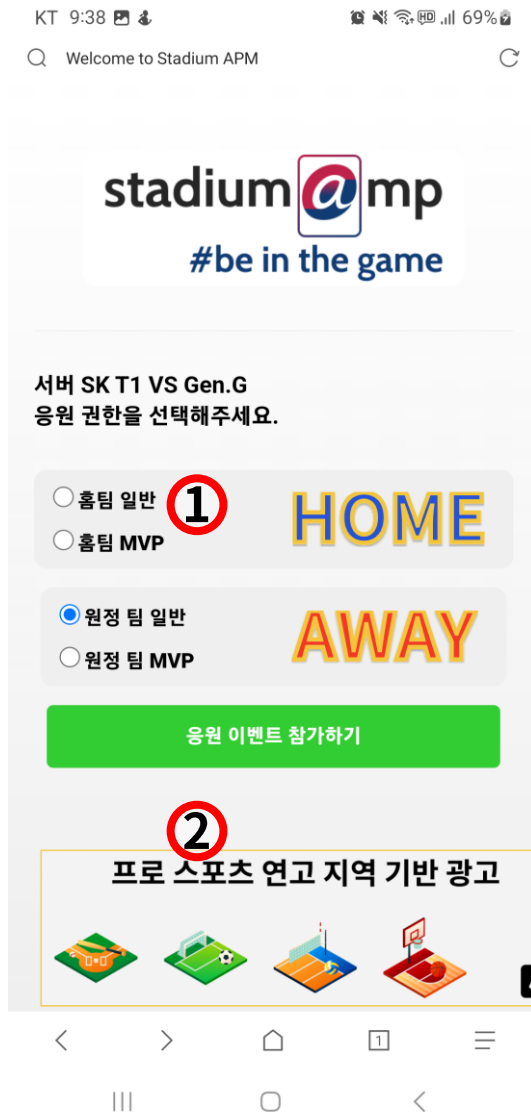 KT 9:38 69%
Welcome to Stadium APM
stadium@mp
#be in the game
서버 SK T1 VS Gen.G
응원 권한을 선택해주세요.
홈팀 일반
홈팀 MVP
1
HOME
원정 팀 일반
원정 팀 MVP
AWAY
응원 이벤트 참가하기
2
프로 스포츠 연고 지역 기반 광고
1